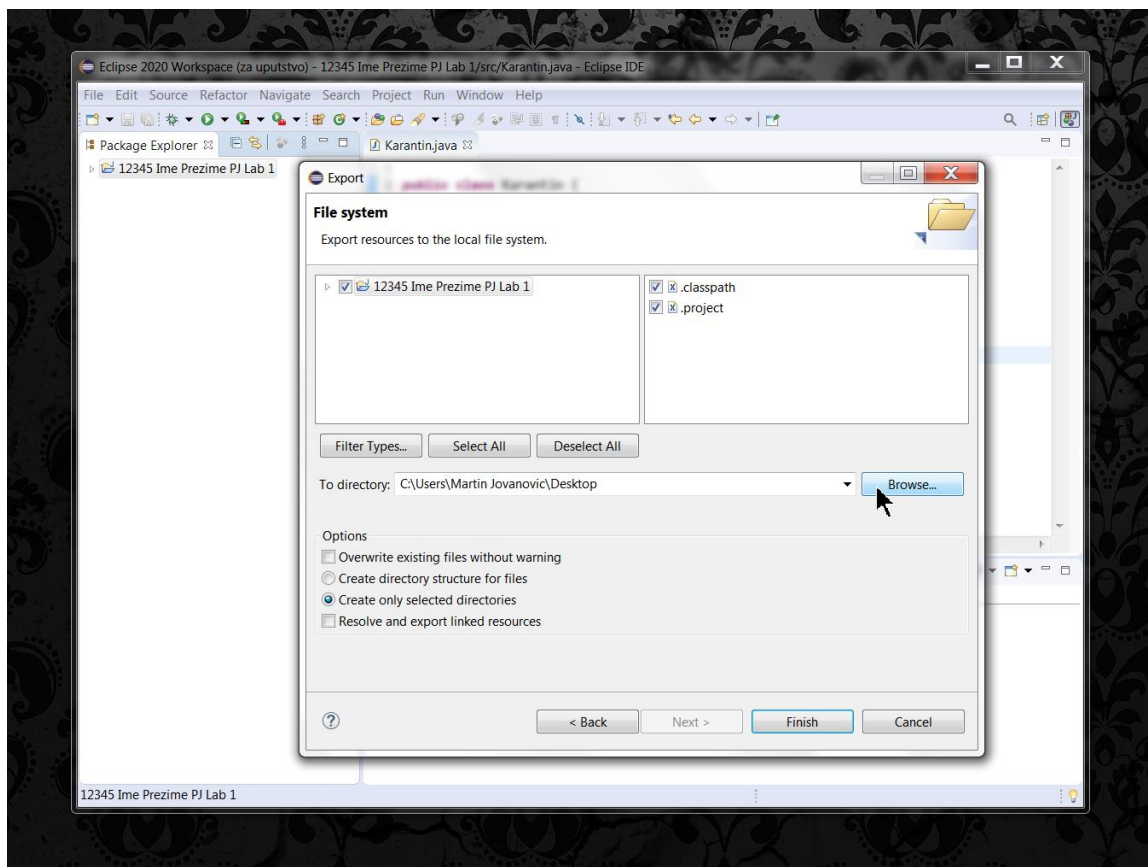 Eclipse 2020 Workspace (za uputstvo) - 12345 Ime Prezime PJ Lab 1/src/Karantin.java - Eclipse IDE
File Edit Source Refactor Navigate Search Project Run Window Help
Package Explorer
Karantin.java
12345 Ime Prezime PJ Lab 1
Export
public class Karantin {
File system
Export resources to the local file system.
12345 Ime Prezime PJ Lab 1
.classpath
.project
Filter Types... Select All Deselect All
To directory: C:\Users\Martin Jovanovic\Desktop Browse...
Options
Overwrite existing files without warning
Create directory structure for files
Create only selected directories
Resolve and export linked resources
< Back Next > Finish Cancel
12345 Ime Prezime PJ Lab 1